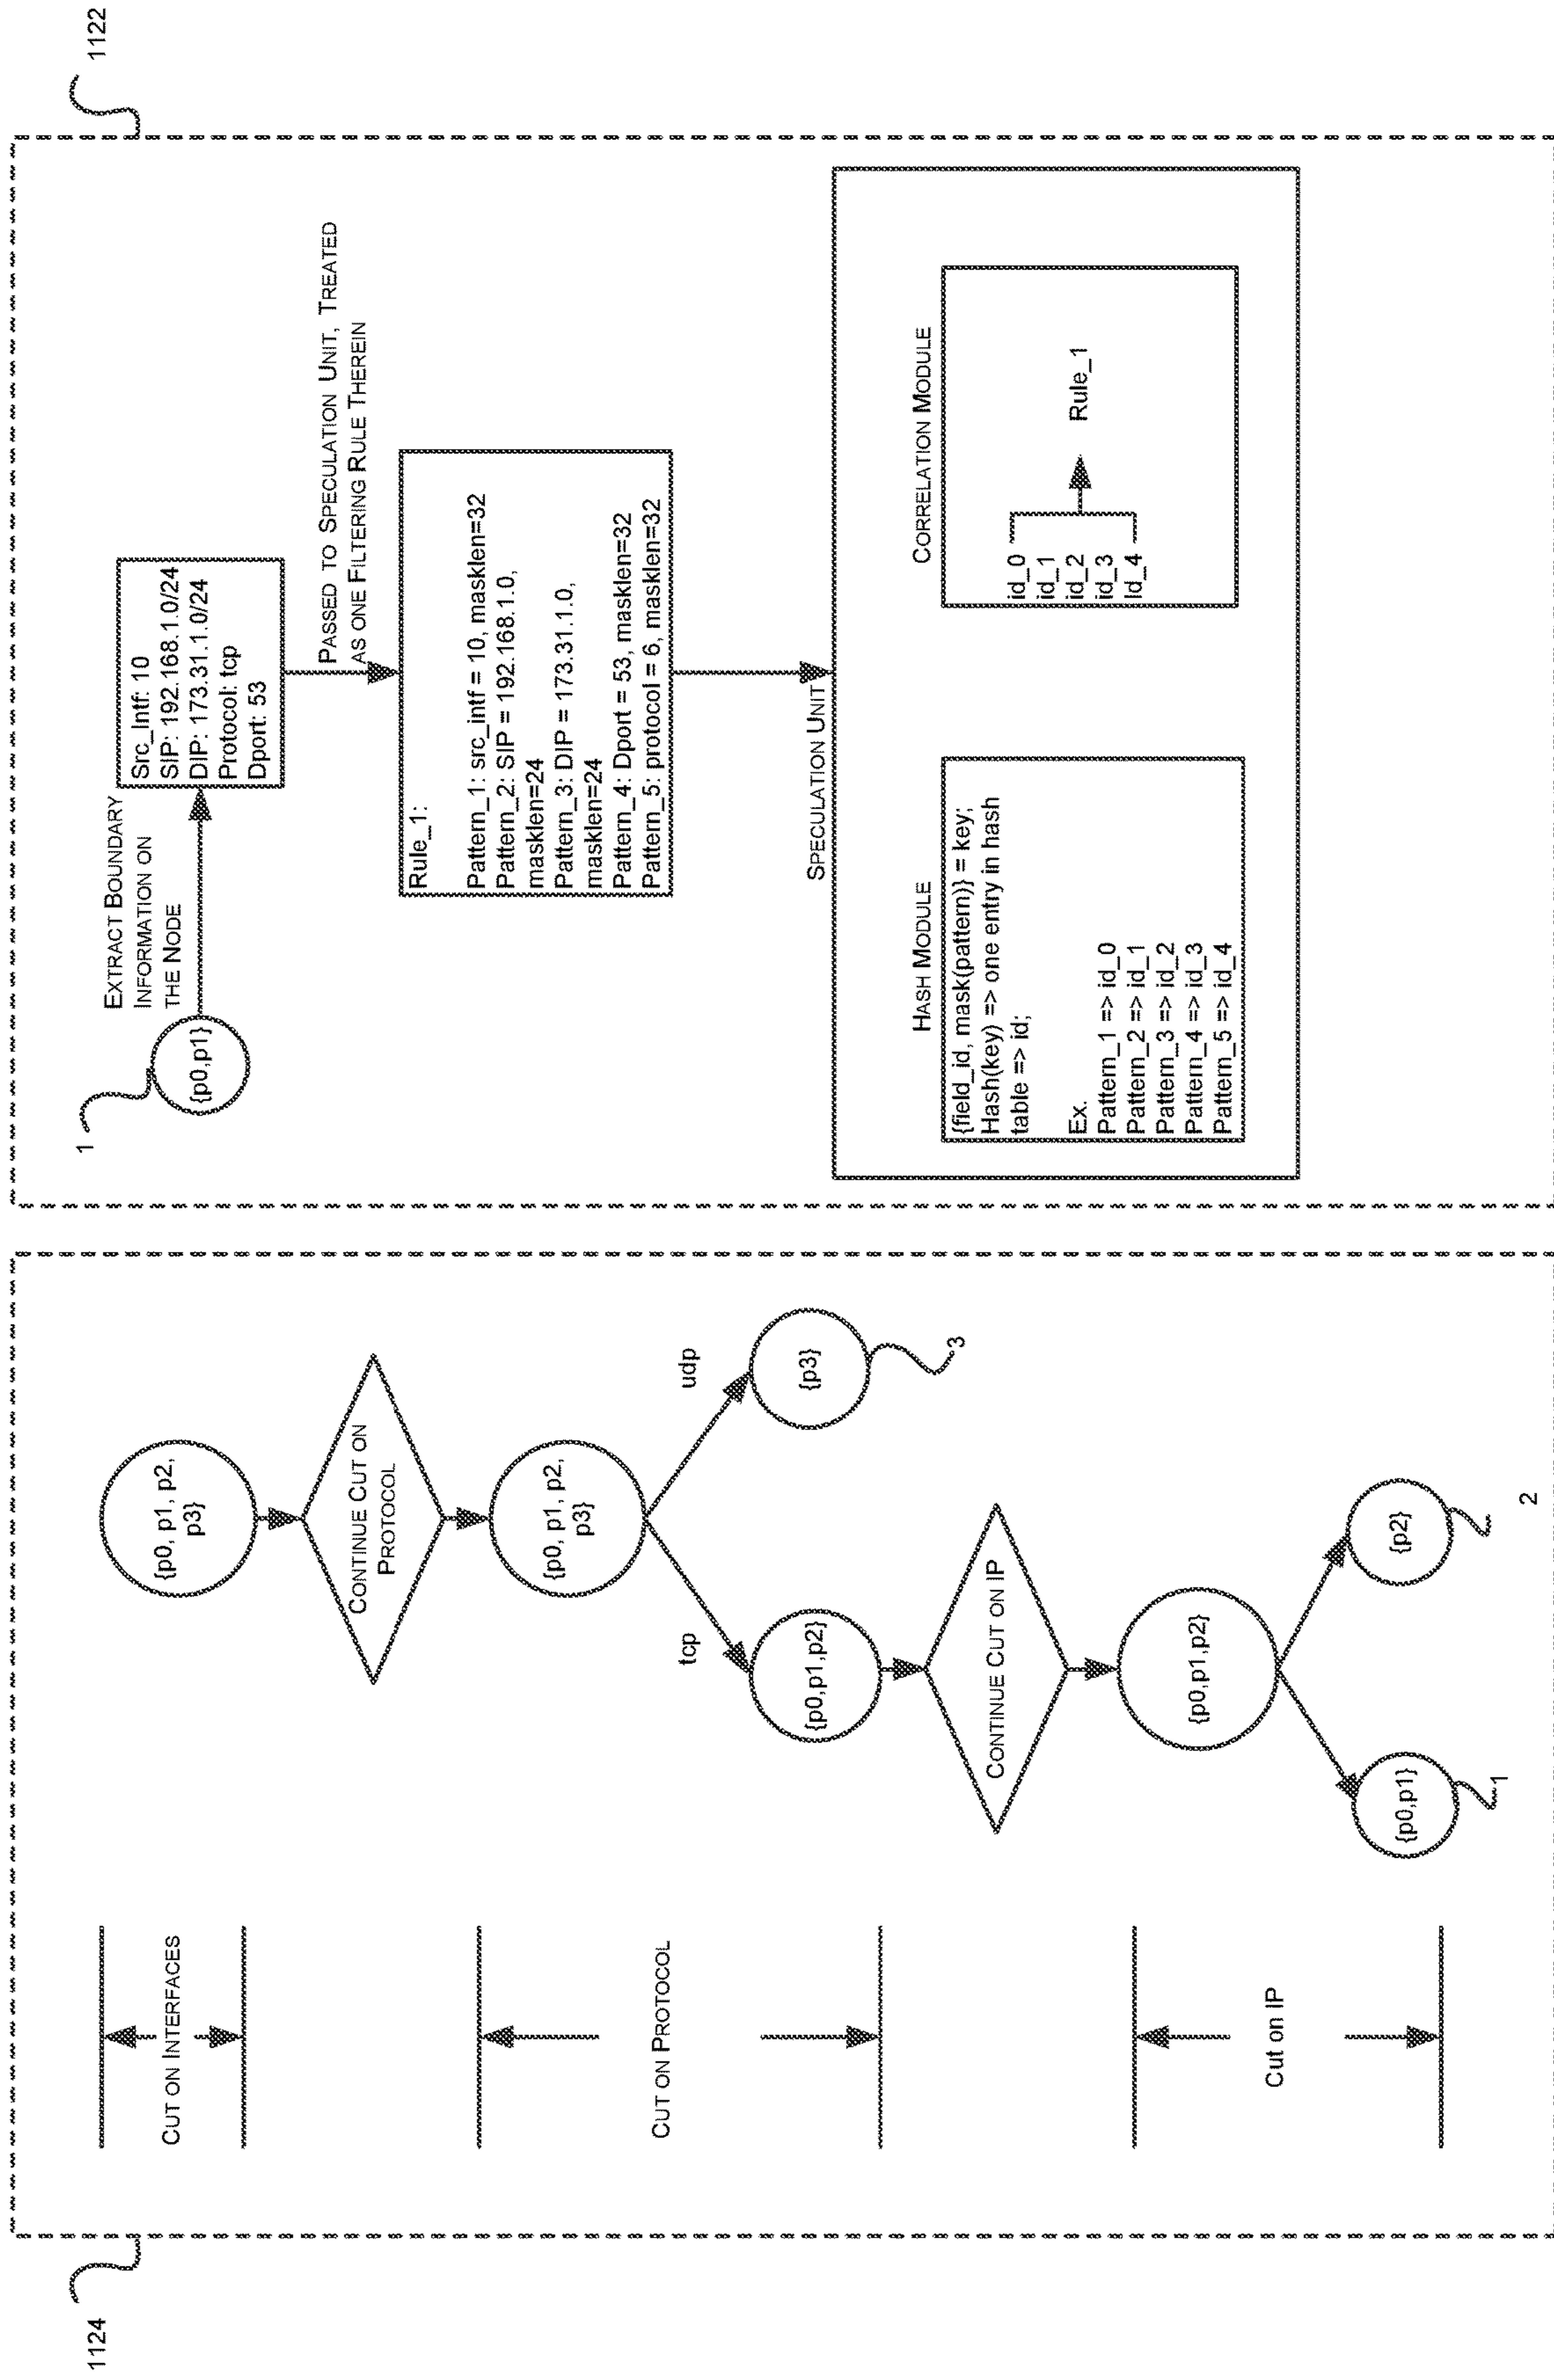 1124
CUT ON INTERFACES
CUT ON PROTOCOL
Cut on IP
{p0, p1, p2,
p3}
CONTINUE CUT ON
PROTOCOL
{p0, p1, p2,
p3}
tcp
udp
{p0,p1,p2}
{p3}
3
CONTINUE CUT ON IP
{p0,p1,p2}
{p0,p1}
1
{p2}
2
1122
1
{p0,p1}
EXTRACT BOUNDARY
INFORMATION ON
THE NODE
Src_Intf: 10
SIP: 192.168.1.0/24
DIP: 173.31.1.0/24
Protocol: tcp
Dport: 53
PASSED TO SPECULATION UNIT, TREATED
AS ONE FILTERING RULE THEREIN
Rule_1:
Pattern_1: src_intf = 10, masklen=32
Pattern_2: SIP = 192.168.1.0,
masklen=24
Pattern_3: DIP = 173.31.1.0,
masklen=24
Pattern_4: Dport = 53, masklen=32
Pattern_5: protocol = 6, masklen=32
SPECULATION UNIT
HASH MODULE
{field_id, mask(pattern)} = key;
Hash(key) => one entry in hash
table => id;
Ex.
Pattern_1 => id_0
Pattern_2 => id_1
Pattern_3 => id_2
Pattern_4 => id_3
Pattern_5 => id_4
CORRELATION MODULE
id_0
id_1
id_2
id_3
Id_4
Rule_1